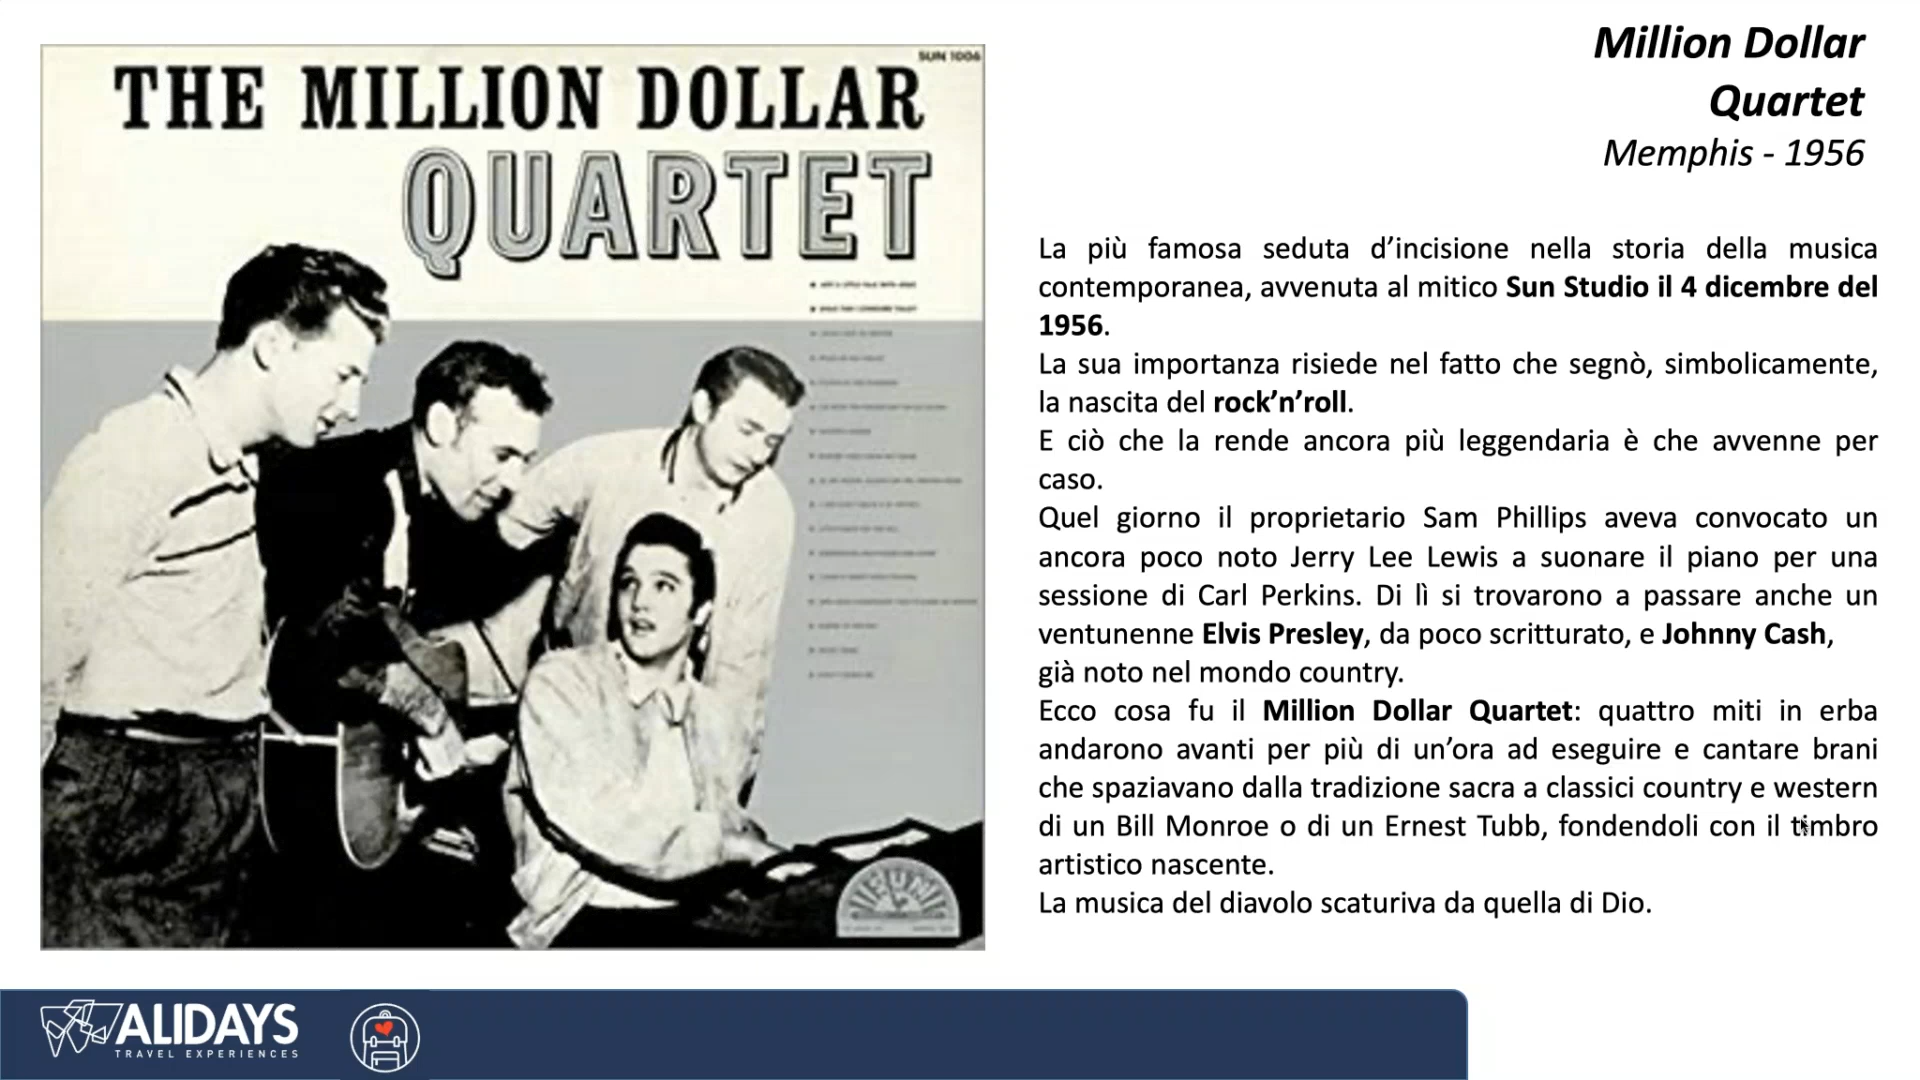 SUN 1006
THE MILLION DOLLAR
QUARTET
SUN
Million Dollar
Quartet
Memphis - 1956
La più famosa seduta d’incisione nella storia della musica
contemporanea, avvenuta al mitico Sun Studio il 4 dicembre del
1956.
La sua importanza risiede nel fatto che segnò, simbolicamente,
la nascita del rock’n’roll.
E ciò che la rende ancora più leggendaria è che avvenne per
caso.
Quel giorno il proprietario Sam Phillips aveva convocato un
ancora poco noto Jerry Lee Lewis a suonare il piano per una
sessione di Carl Perkins. Di lì si trovarono a passare anche un
ventunenne Elvis Presley, da poco scritturato, e Johnny Cash,
già noto nel mondo country.
Ecco cosa fu il Million Dollar Quartet: quattro miti in erba
andarono avanti per più di un’ora ad eseguire e cantare brani
che spaziavano dalla tradizione sacra a classici country e western
di un Bill Monroe o di un Ernest Tubb, fondendoli con il timbro
artistico nascente.
La musica del diavolo scaturiva da quella di Dio.
ALIDAYS
TRAVEL EXPERIENCES